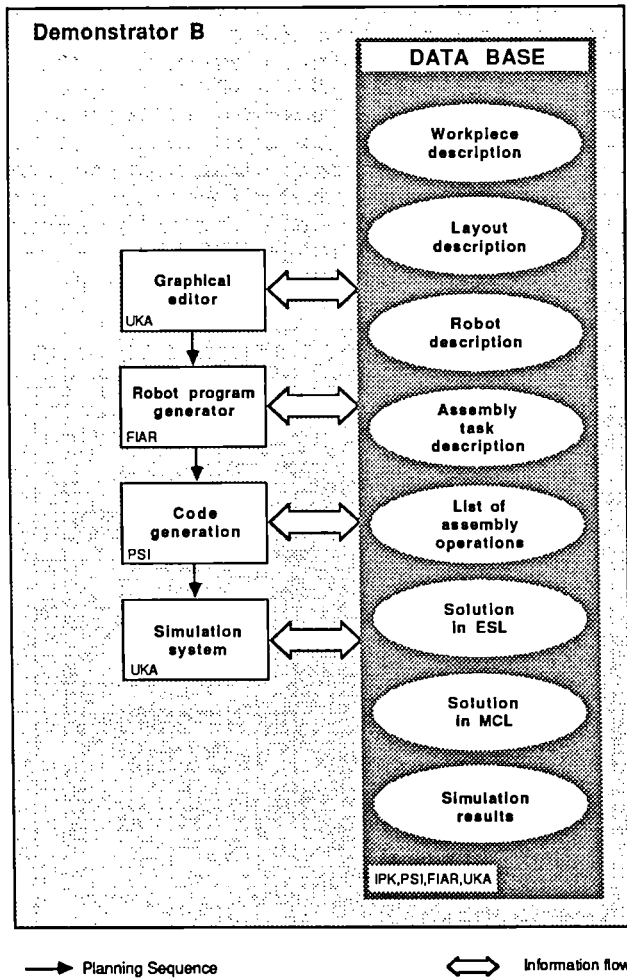 Demonstrator B
DATA BASE
Workpiece
description
Layout
description
Robot
description
Assembly
task
description
List of
assembly
operations
Solution
in ESL
Solution
in MCL
Simulation
results
IPK,PSI,FIAR,UKA
Graphical
editor
UKA
Robot program
generator
FIAR
Code
generation
PSI
Simulation
system
UKA
Planning Sequence
Information flow